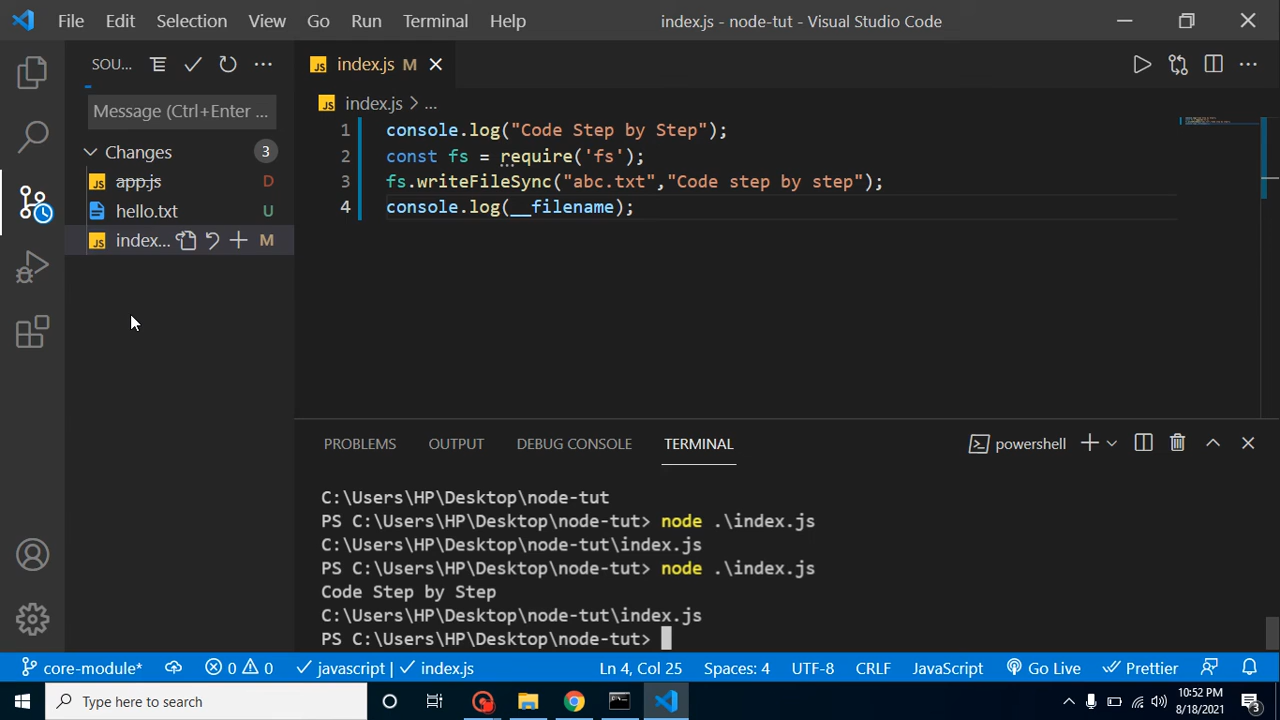 File Edit Selection View Go Run Terminal Help index.js - node-tut - Visual Studio Code
SOU...
index.js M
Message (Ctrl+Enter ...
JS index.js > ...
Changes 3
JS app.js D
hello.txt U
JS index... M
1 console.log("Code Step by Step");
2 const fs = require('fs');
3 fs.writeFileSync("abc.txt","Code step by step");
4 console.log(__filename);
PROBLEMS OUTPUT DEBUG CONSOLE TERMINAL powershell
C:\Users\HP\Desktop\node-tut
PS C:\Users\HP\Desktop\node-tut> node .\index.js
C:\Users\HP\Desktop\node-tut\index.js
PS C:\Users\HP\Desktop\node-tut> node .\index.js
Code Step by Step
C:\Users\HP\Desktop\node-tut\index.js
PS C:\Users\HP\Desktop\node-tut>
core-module* 0 0 javascript | index.js Ln 4, Col 25 Spaces: 4 UTF-8 CRLF JavaScript Go Live Prettier
Type here to search
10:52 PM
8/18/2021
3